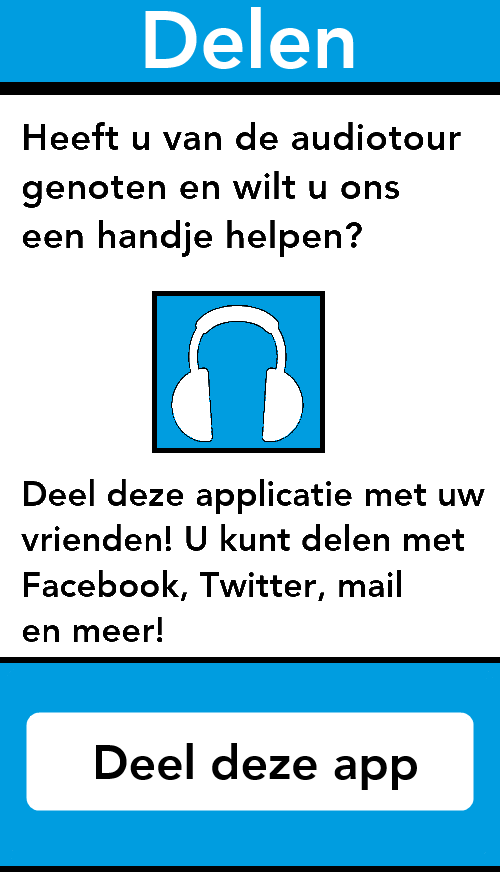 Delen
Heeft u van de audiotour
genoten en wilt u ons
een handje helpen?
Deel deze applicatie met uw
vrienden! U kunt delen met
Facebook, Twitter, mail
en meer!
Deel deze app